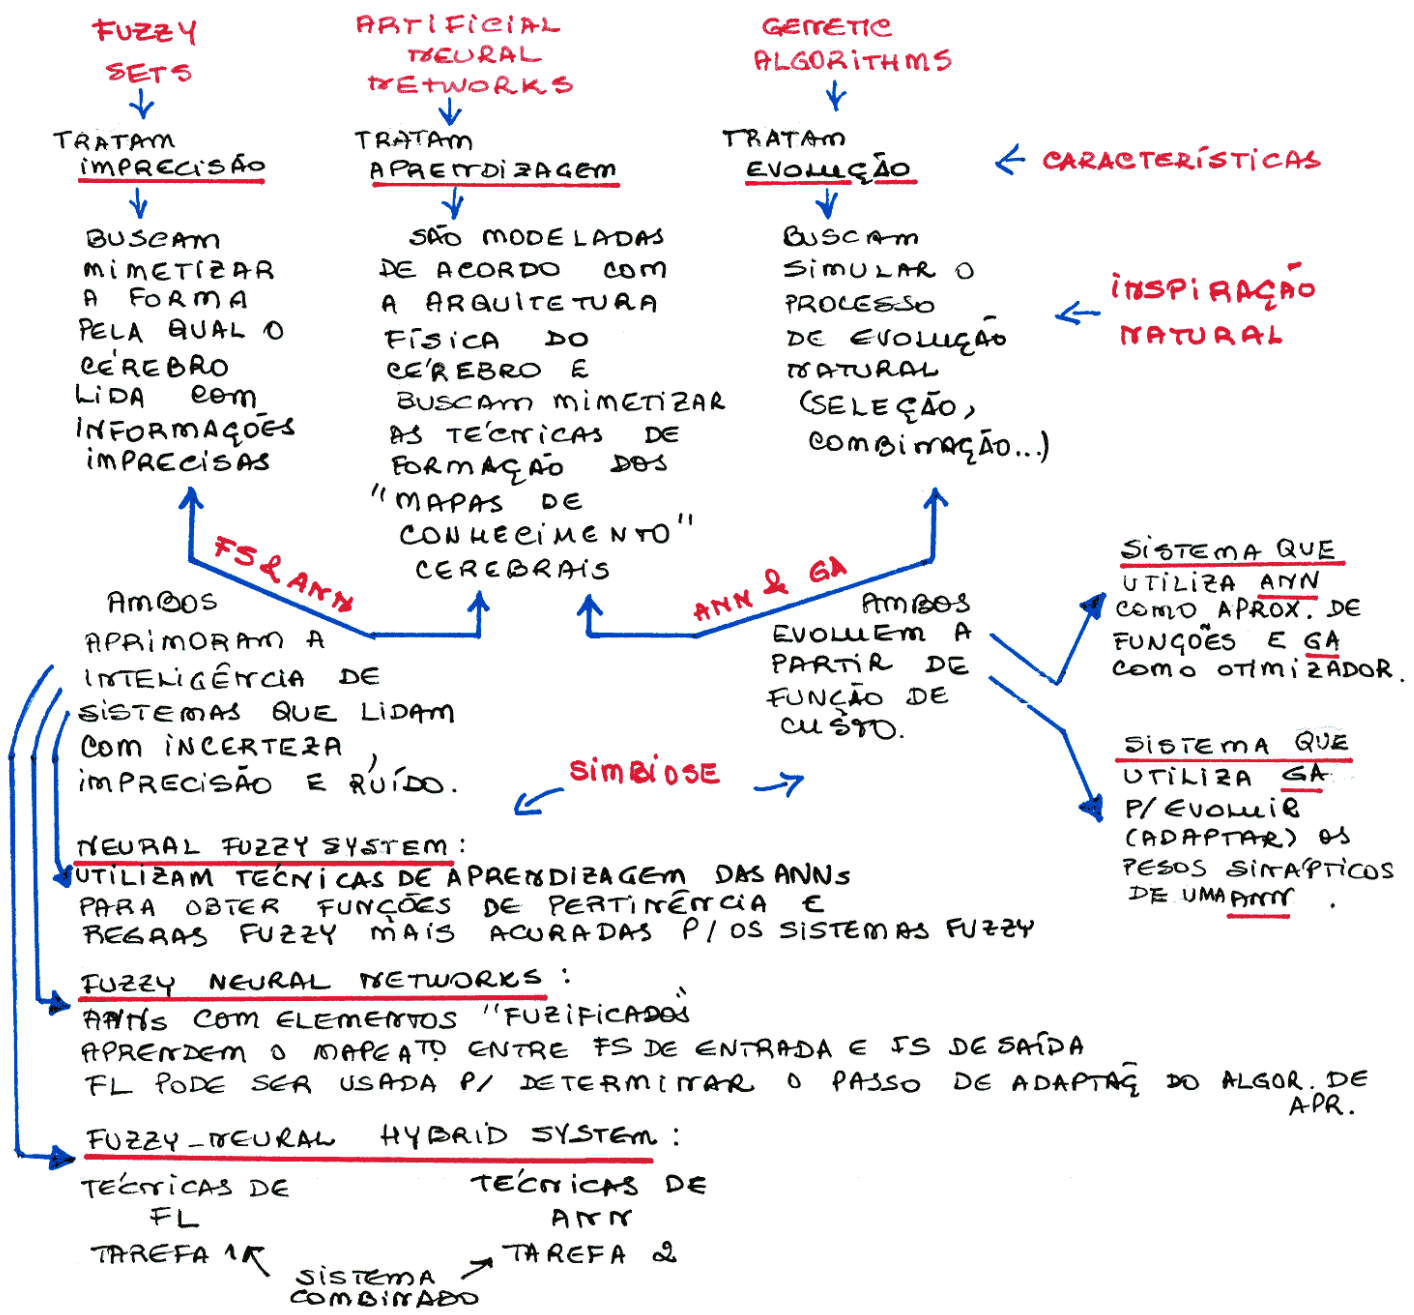 FUZZY
SETS
ARTIFICIAL
NEURAL
NETWORKS
GENETIC
ALGORITHMS
TRATAM
IMPRECISÃO
TRATAM
APRENDIZAGEM
TRATAM
EVOLUÇÃO
CARACTERÍSTICAS
BUSCAM
MIMETIZAR
A FORMA
PELA QUAL O
CÉREBRO
LIDA COM
INFORMAÇÕES
IMPRECISAS
SÃO MODELADAS
DE ACORDO COM
A ARQUITETURA
FÍSICA DO
CÉREBRO E
BUSCAM MIMETIZAR
AS TÉCNICAS DE
FORMAÇÃO DOS
"MAPAS DE
CONHECIMENTO"
CEREBRAIS
BUSCAM
SIMULAR O
PROCESSO
DE EVOLUÇÃO
NATURAL
(SELEÇÃO,
COMBINAÇÃO...)
INSPIRAÇÃO
NATURAL
FS & ANN
ANN & GA
AMBOS
APRIMORAM A
INTELIGÊNCIA DE
SISTEMAS QUE LIDAM
COM INCERTEZA,
IMPRECISÃO E RUÍDO.
AMBOS
EVOLUEM A
PARTIR DE
FUNÇÃO DE
CUSTO.
SISTEMA QUE
UTILIZA ANN
COMO APROX. DE
FUNÇÕES E GA
COMO OTIMIZADOR.
SISTEMA QUE
UTILIZA GA
P/ EVOLUIR
(ADAPTAR) OS
PESOS SINÁPTICOS
DE UMA ANN.
SIMBIOSE
NEURAL FUZZY SYSTEM:
UTILIZAM TÉCNICAS DE APRENDIZAGEM DAS ANNs
PARA OBTER FUNÇÕES DE PERTINÊNCIA E
REGRAS FUZZY MAIS ACURADAS P/ OS SISTEMAS FUZZY
FUZZY NEURAL NETWORKS:
ANNs COM ELEMENTOS "FUZIFICADOS"
APRENDEM O MAPEATO ENTRE FS DE ENTRADA E FS DE SAÍDA
FL PODE SER USADA P/ DETERMINAR O PASSO DE ADAPTAÇ DO ALGOR. DE
APR.
FUZZY-NEURAL HYBRID SYSTEM:
TÉCNICAS DE
FL
TAREFA 1
TÉCNICAS DE
ANN
TAREFA 2
SISTEMA
COMBINADO